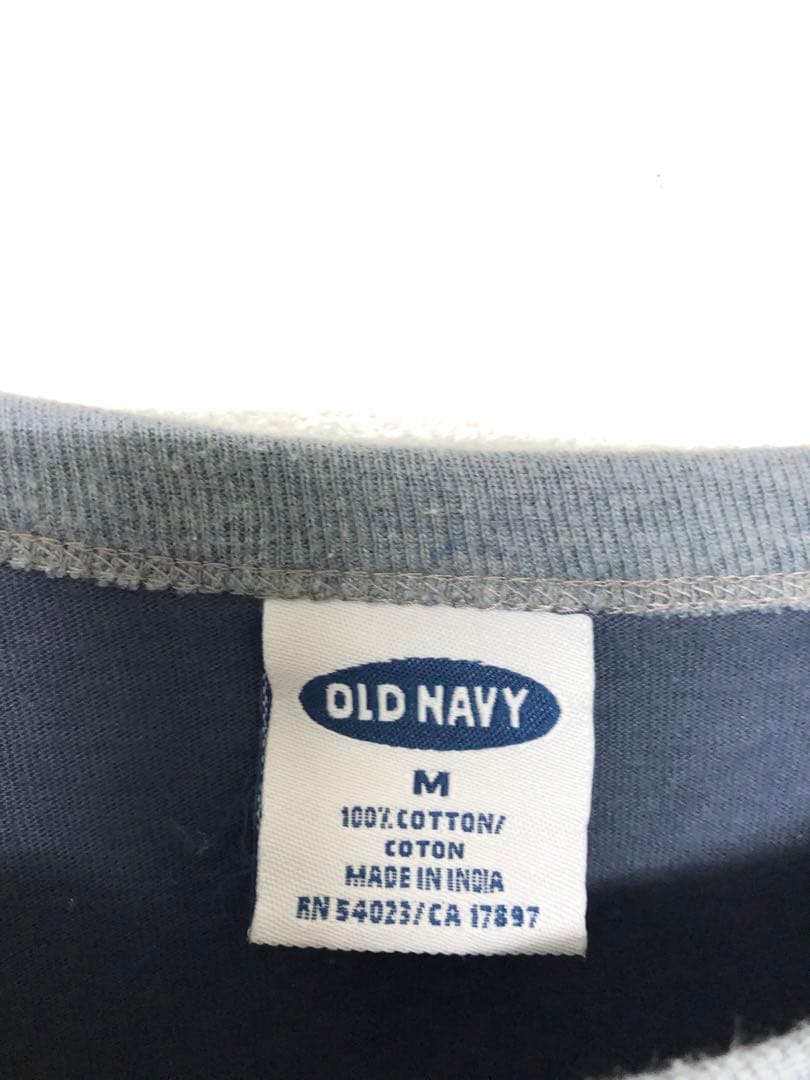 OLD NAVY
M
100% COTTON/
COTON
MADE IN INDIA
RN 54023/CA 17897